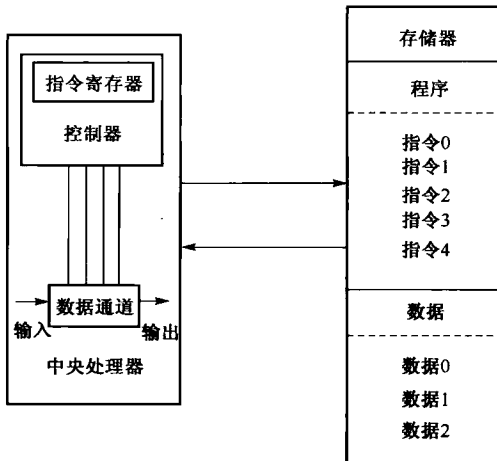 指令寄存器
控制器
数据通道
输入
输出
中央处理器
存储器
程序
指令0
指令1
指令2
指令3
指令4
数据
数据0
数据1
数据2